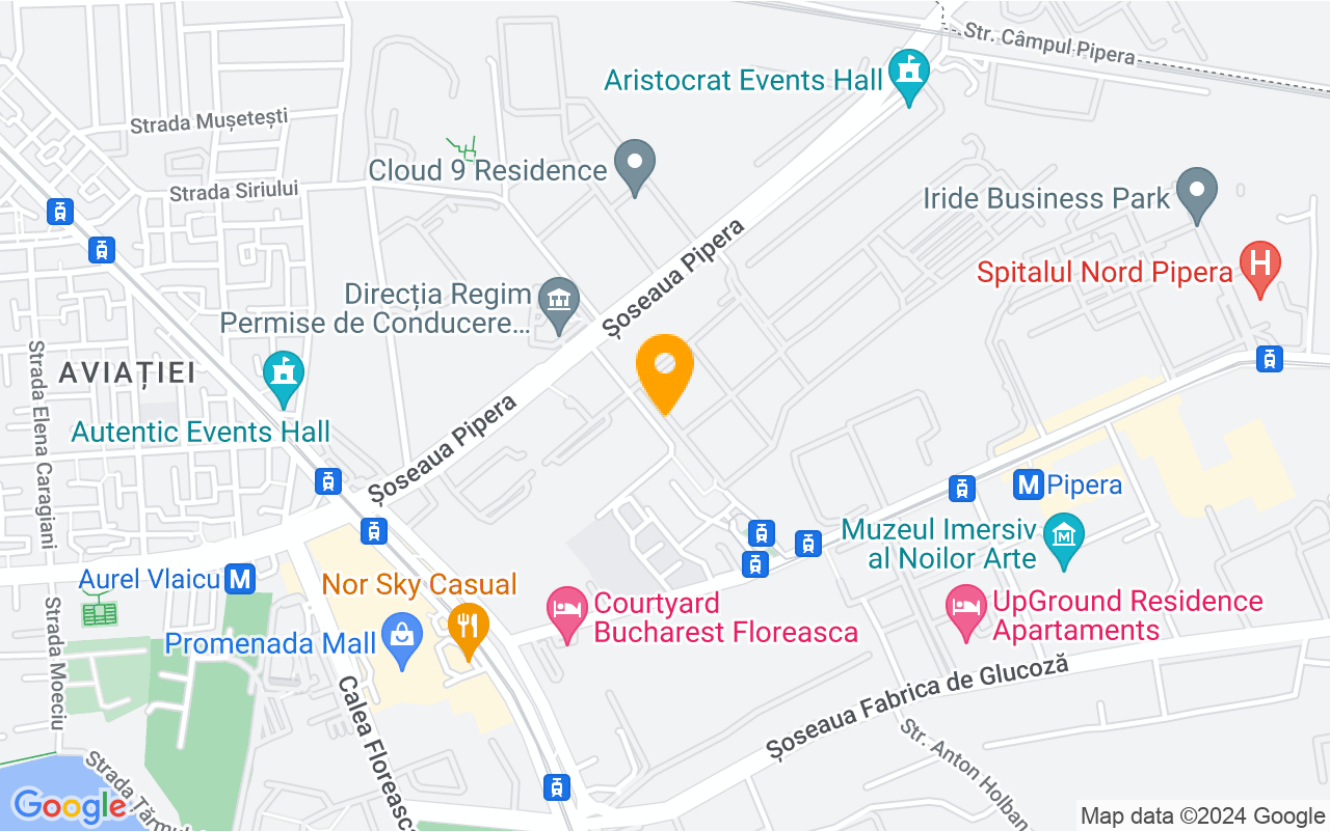 Str. Câmpul Pipera
Aristocrat Events Hall
Strada Mușetești
Cloud 9 Residence
Strada Siriului
Iride Business Park
Șoseaua Pipera
Spitalul Nord Pipera
H
Direcția Regim
Permise de Conducere...
AVIAȚIEI
Strada Elena Caragiani
Autentic Events Hall
Șoseaua Pipera
M Pipera
Muzeul Imersiv
al Noilor Arte
M
Aurel Vlaicu M
Nor Sky Casual
Courtyard
Bucharest Floreasca
UpGround Residence
Apartaments
Strada Moeciu
Promenada Mall
Șoseaua Fabrica de Glucoză
Calea Floreasca
Str. Anton Holban
Strada
Google
Map data ©2024 Google